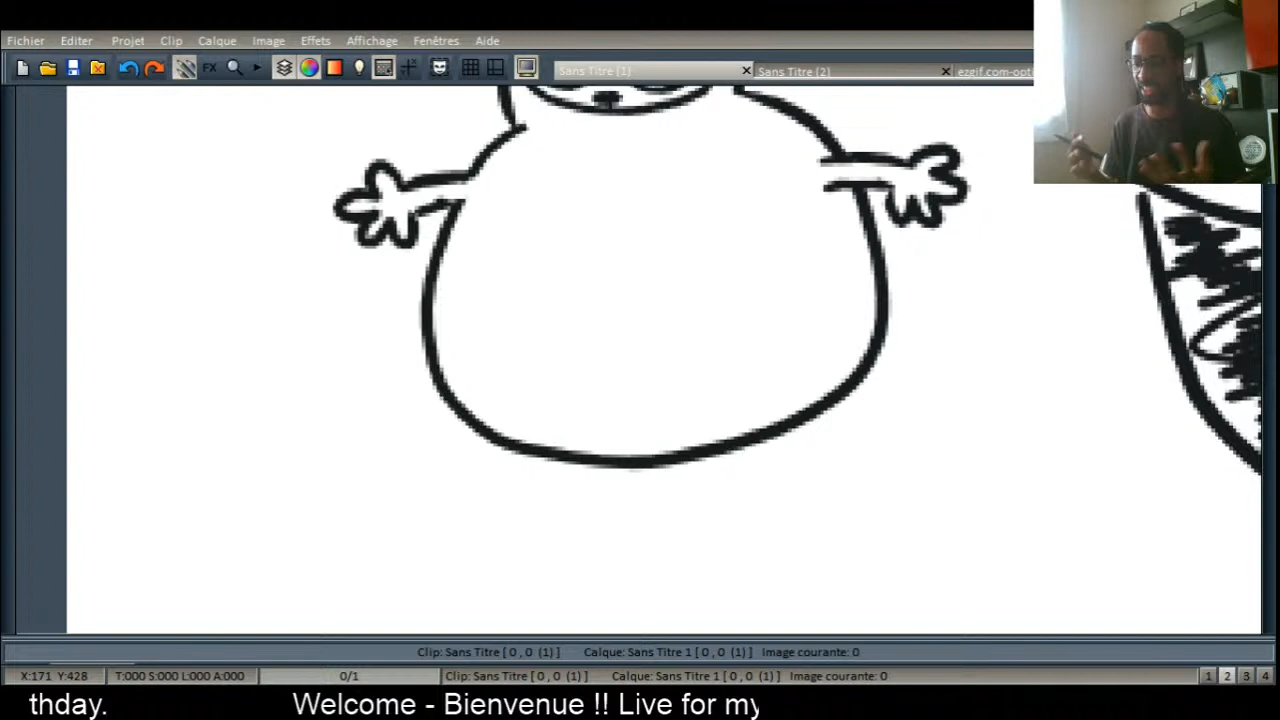 Fichier Editer Projet Clip Calque Image Effets Affichage Fenêtres Aide
FX Sans Titre (1) Sans Titre (2) ezgif.com-opti
Clip: Sans Titre [ 0 , 0 (1) ] Calque: Sans Titre 1 [ 0 , 0 (1) ] Image courante: 0
X:171 Y:428 T:000 S:000 L:000 A:000 0/1 Clip: Sans Titre [ 0 , 0 (1) ] Calque: Sans Titre 1 [ 0 , 0 (1) ] Image courante: 0 1 2 3 4
thday. Welcome - Bienvenue !! Live for my